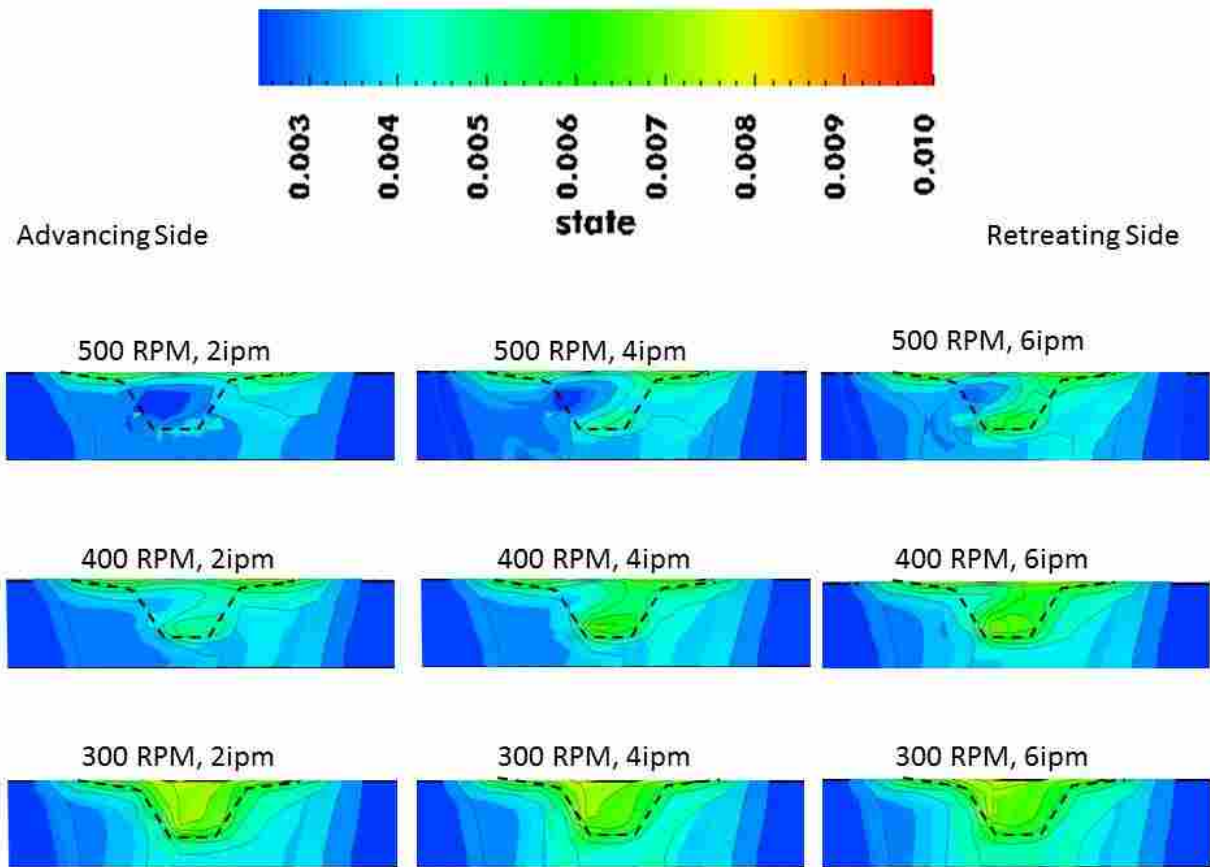 0.003 0.004 0.005 0.006 0.007 0.008 0.009 0.010
state
Advancing Side Retreating Side
500 RPM, 2ipm 500 RPM, 4ipm 500 RPM, 6ipm
400 RPM, 2ipm 400 RPM, 4ipm 400 RPM, 6ipm
300 RPM, 2ipm 300 RPM, 4ipm 300 RPM, 6ipm